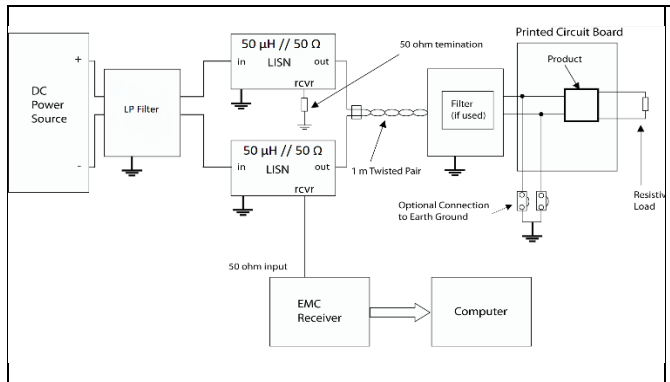 Printed Circuit Board
50 µH // 50 Ω
LISN
in
out
rcvr
50 ohm temination
Product
DC
Power
Source
+
-
LP Filter
Filter
(if used)
50 µH // 50 Ω
LISN
in
out
rcvr
1 m Twisted Pair
Optional Connection
to Earth Ground
Resistiv
Load
50 ohm input
EMC
Receiver
Computer